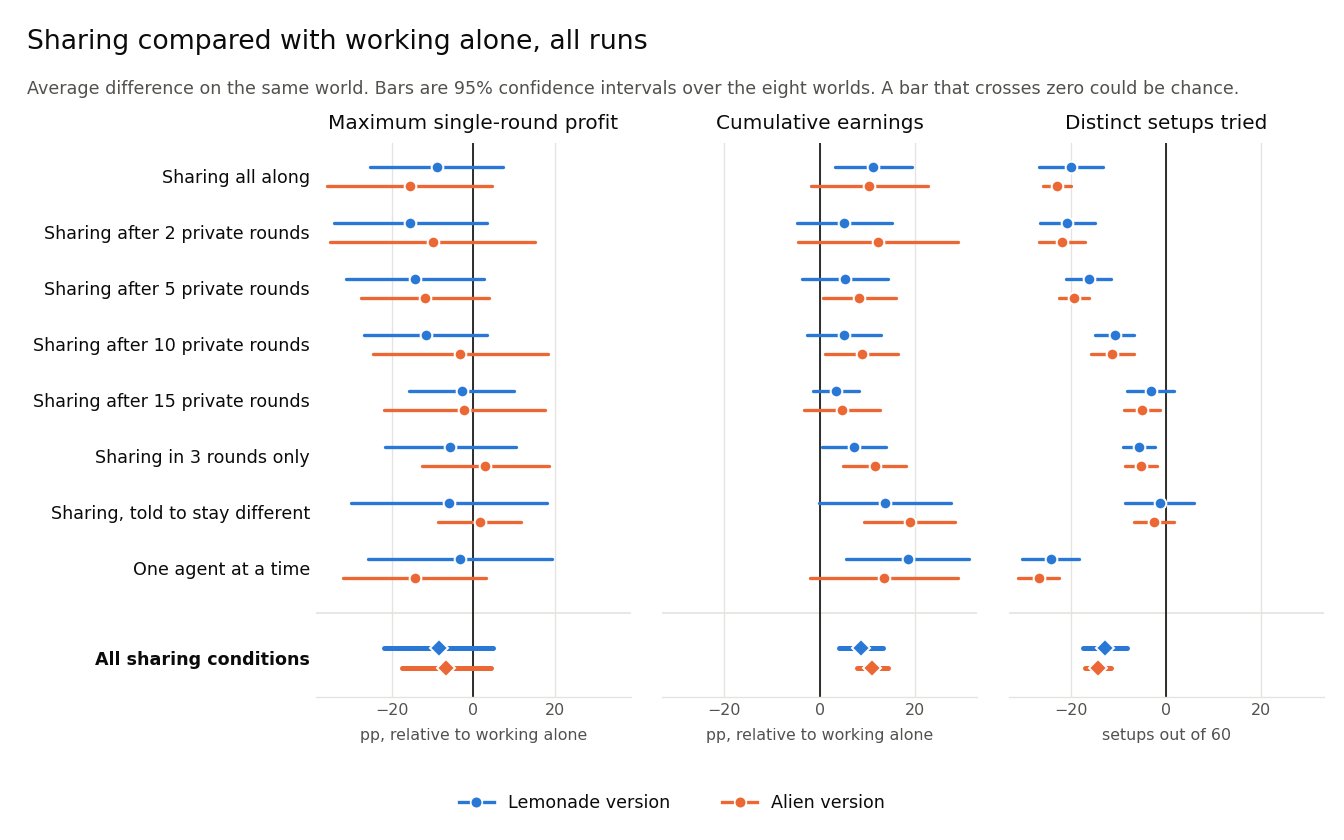 Sharing compared with working alone, all runs
Average difference on the same world. Bars are 95% confidence intervals over the eight worlds. A bar that crosses zero could be chance.
Maximum single-round profit
Cumulative earnings
Distinct setups tried
Sharing all along
Sharing after 2 private rounds
Sharing after 5 private rounds
Sharing after 10 private rounds
Sharing after 15 private rounds
Sharing in 3 rounds only
Sharing, told to stay different
One agent at a time
All sharing conditions
−20 0 20
−20 0 20
−20 0 20
pp, relative to working alone
pp, relative to working alone
setups out of 60
Lemonade version
Alien version